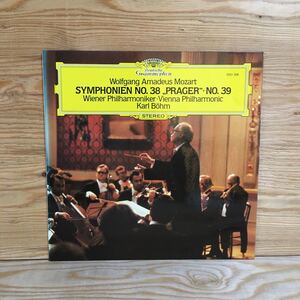 Deutsche
Grammophon
Wolfgang Amadeus Mozart
SYMPHONIEN NO. 38 „PRAGER“ · NO. 39
Wiener Philharmoniker · Vienna Philharmonic
Karl Böhm
STEREO